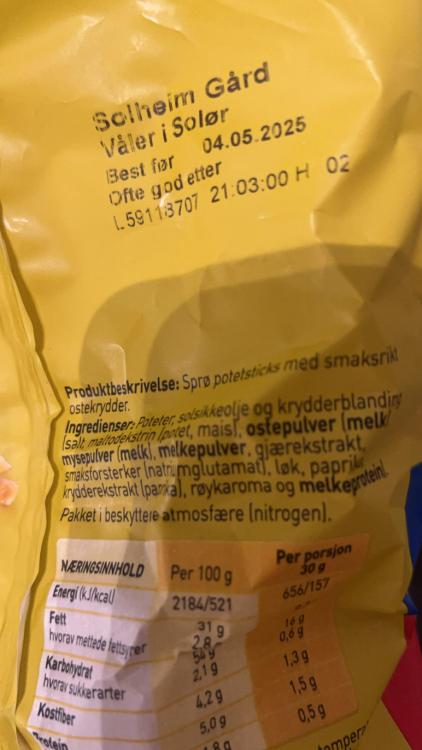 Solheim Gård
Våler i Solør
Best før 04.05.2025
Ofte god etter
L59118707 21:03:00 H 02
Produktbeskrivelse: Sprø potetsticks med smaksrikt
ostekrydder.
Ingredienser: Poteter, solsikkeolje og krydderblanding
(salt, maltodekstrin (potet, mais), ostepulver (melk)
mysepulver (melk), melkepulver, gjærekstrakt,
smaksforsterker (natriumglutamat), løk, paprika
krydderekstrakt (paprika), røykaroma og melkeprotein).
Pakket i beskyttere atmosfære (nitrogen).
NÆRINGSINNHOLD Per 100 g Per porsjon 30 g
Energi (kJ/kcal) 2184/521 656/157
Fett 31 g
hvorav mettede fettsyrer 2,8 0,6 g
Karbohydrat
hvorav sukkerarter 2,1 g
Kostfiber 4,2 g 1,3 g
Protein 5,0 g 1,5 g
0,5 g